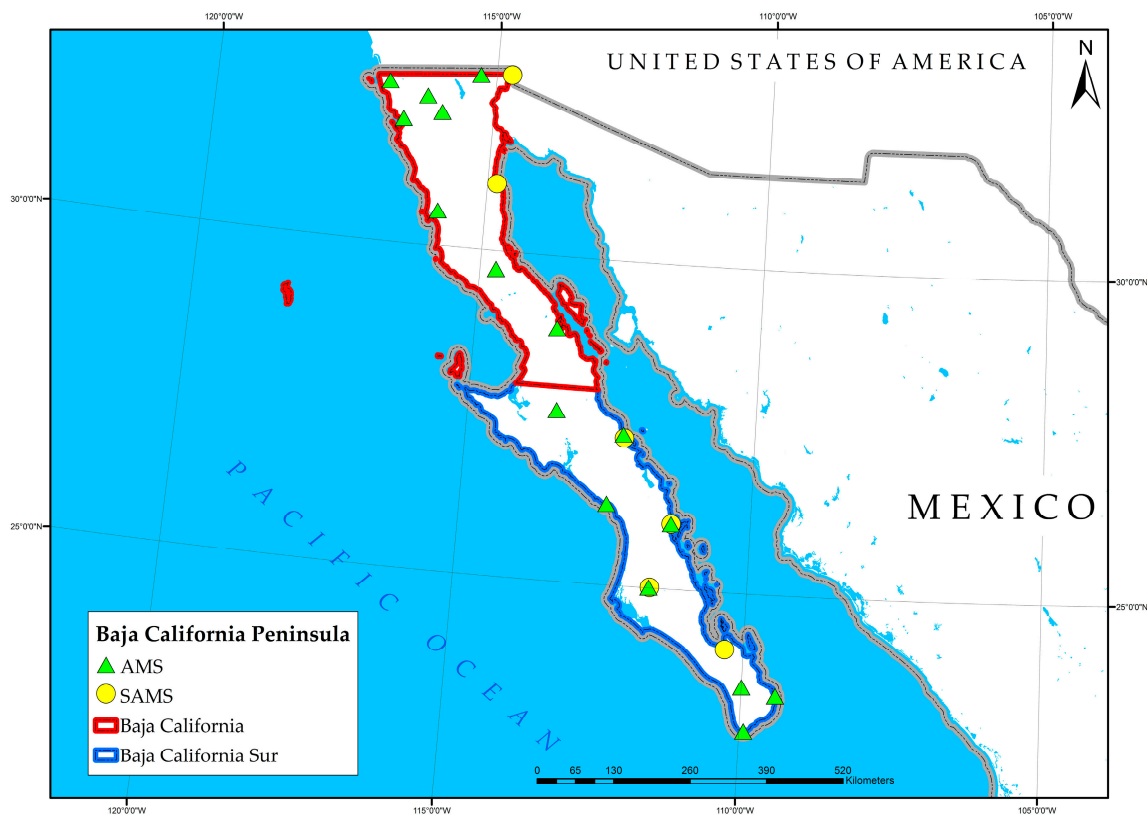 120°0'0"W
115°0'0"W
110°0'0"W
105°0'0"W
N
UNITED STATES OF AMERICA
30°0'0"N
30°0'0"N
MEXICO
PACIFIC OCEAN
25°0'0"N
25°0'0"N
Baja California Peninsula
AMS
SAMS
Baja California
Baja California Sur
0 65 130 260 390 520
Kilometers
120°0'0"W
115°0'0"W
110°0'0"W
105°0'0"W